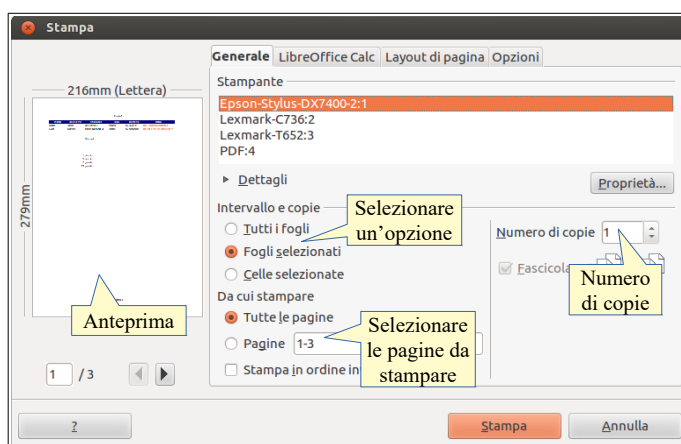 Stampa
Generale LibreOffice Calc Layout di pagina Opzioni
216mm (Lettera)
279mm
Anteprima
1 / 3
Stampante
Epson-Stylus-DX7400-2:1
Lexmark-C736:2
Lexmark-T652:3
PDF:4
Dettagli
Proprietà...
Intervallo e copie
Selezionare
un’opzione
Tutti i fogli
Fogli selezionati
Celle selezionate
Numero di copie 1
Numero
di copie
Da cui stampare
Tutte le pagine
Pagine 1-3
Selezionare
le pagine da
stampare
Stampa in ordine
? Stampa Annulla